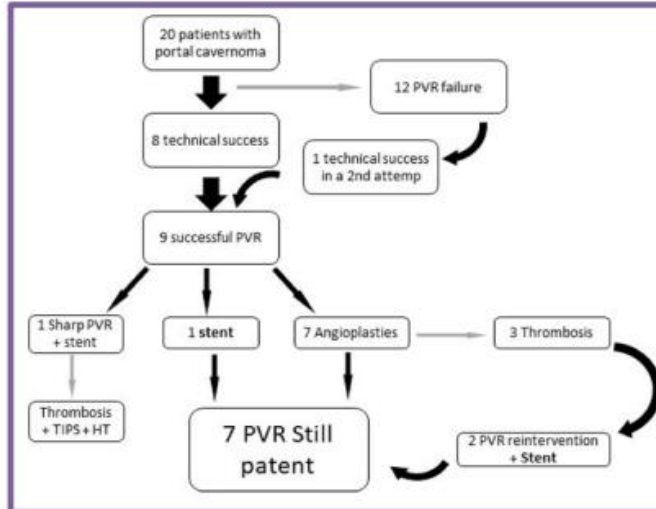 20 patients with
portal cavernoma
12 PVR failure
8 technical success
1 technical success
in a 2nd attemp
9 successful PVR
1 Sharp PVR
+ stent
1 stent
7 Angioplasties
3 Thrombosis
Thrombosis
+ TIPS + HT
7 PVR Still
patent
2 PVR reintervention
+ Stent